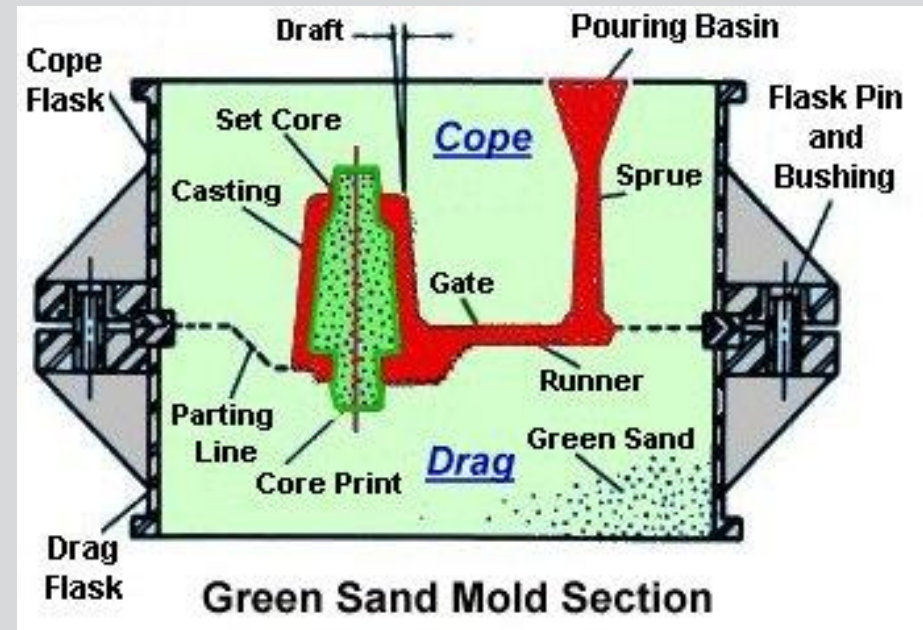 Draft
Pouring Basin
Cope
Flask
Flask Pin
and
Bushing
Set Core
Cope
Sprue
Casting
Gate
Runner
Parting
Line
Green Sand
Core Print
Drag
Drag
Flask
Green Sand Mold Section